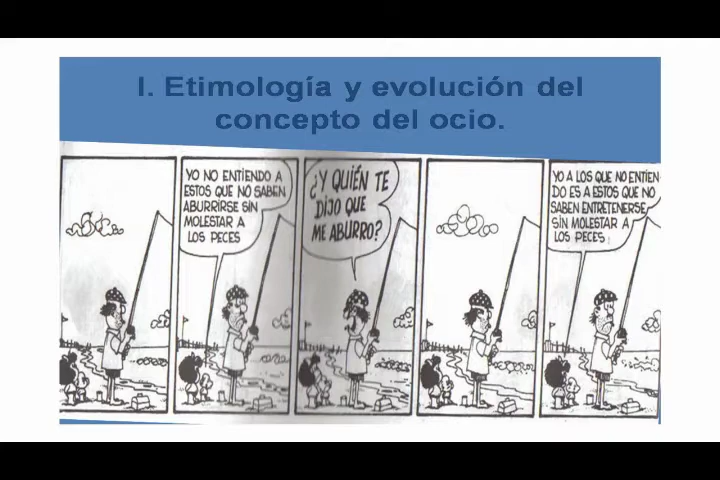 I. Etimología y evolución del
concepto del ocio.
YO NO ENTIENDO A
ESTOS QUE NO SABEN
ABURRIRSE SIN
MOLESTAR A
LOS PECES
¿Y QUIÉN TE
DIJO QUE
ME ABURRO?
YO A LOS QUE NO ENTIEN
DO ES A ESTOS QUE NO
SABEN ENTRETENERSE
SIN MOLESTAR A
LOS PECES